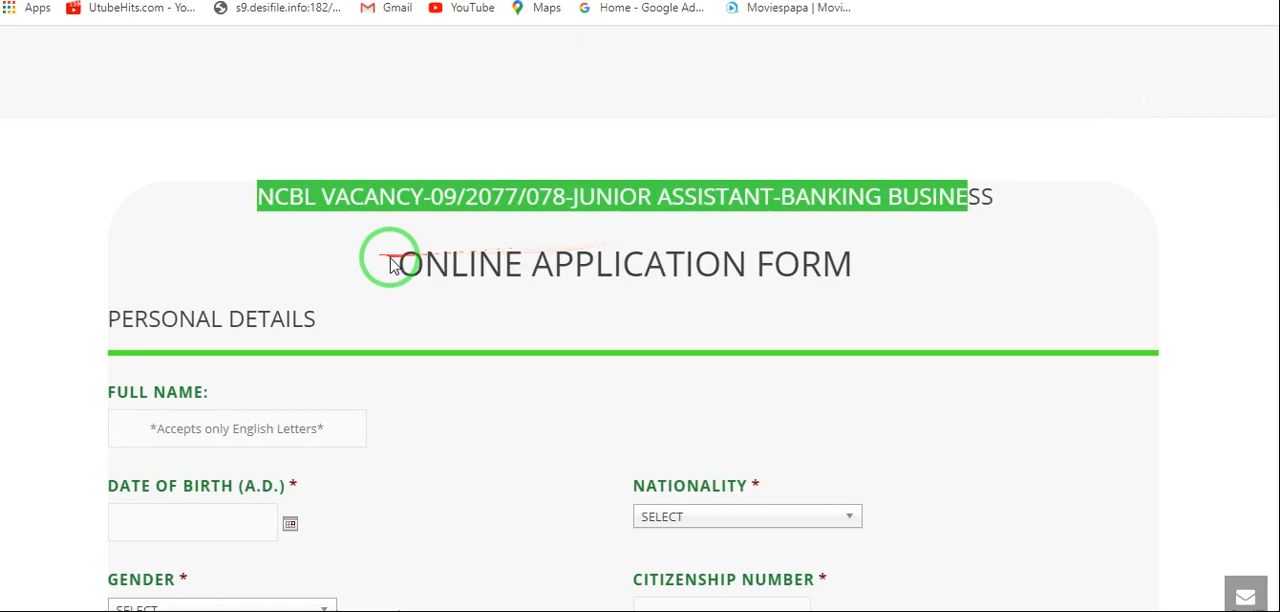 Apps UtubeHits.com - Yo... s9.desifile.info:182/... Gmail YouTube Maps Home - Google Ad... Moviespapa | Movi...
NCBL VACANCY-09/2077/078-JUNIOR ASSISTANT-BANKING BUSINESS
ONLINE APPLICATION FORM
PERSONAL DETAILS
FULL NAME:
*Accepts only English Letters*
DATE OF BIRTH (A.D.) * NATIONALITY *
SELECT
GENDER * CITIZENSHIP NUMBER *
SELECT